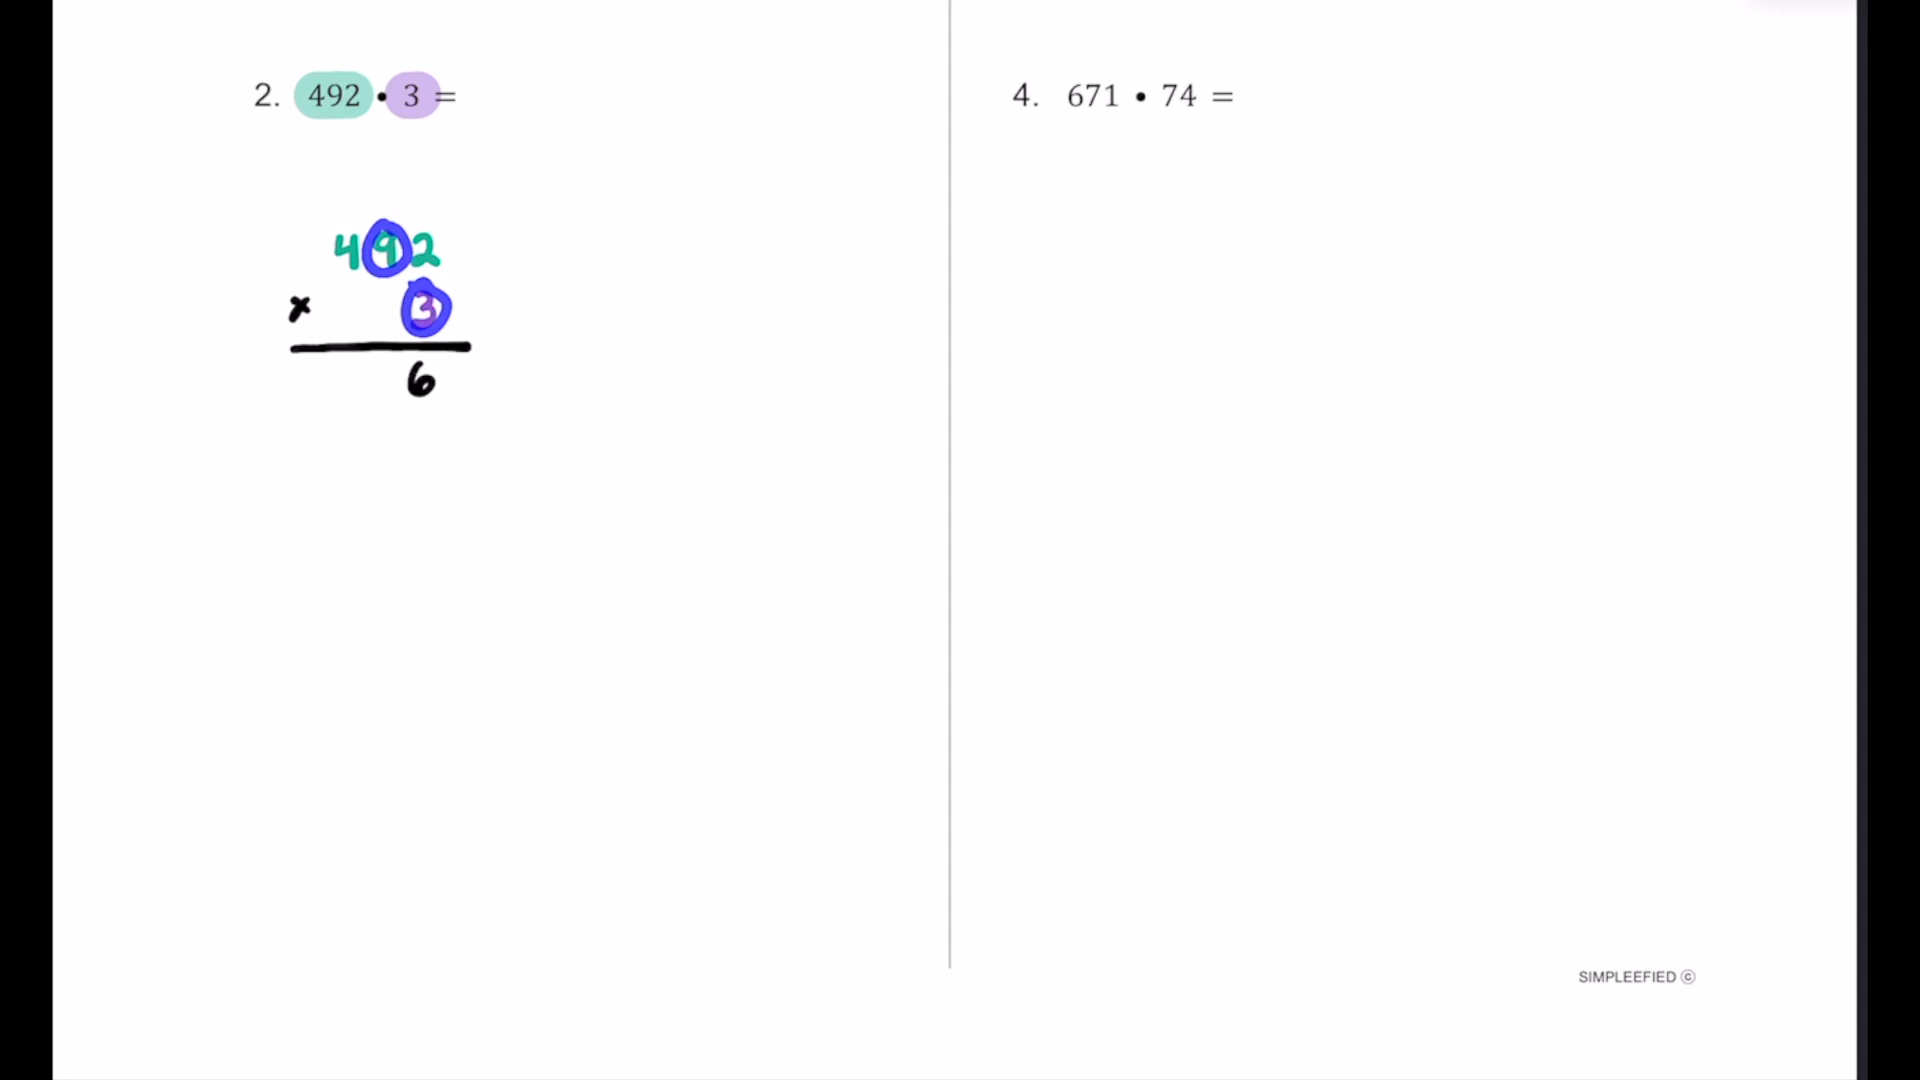 2. 492 • 3 =
492
x 3
6
4. 671 • 74 =
SIMPLEEFIED ©